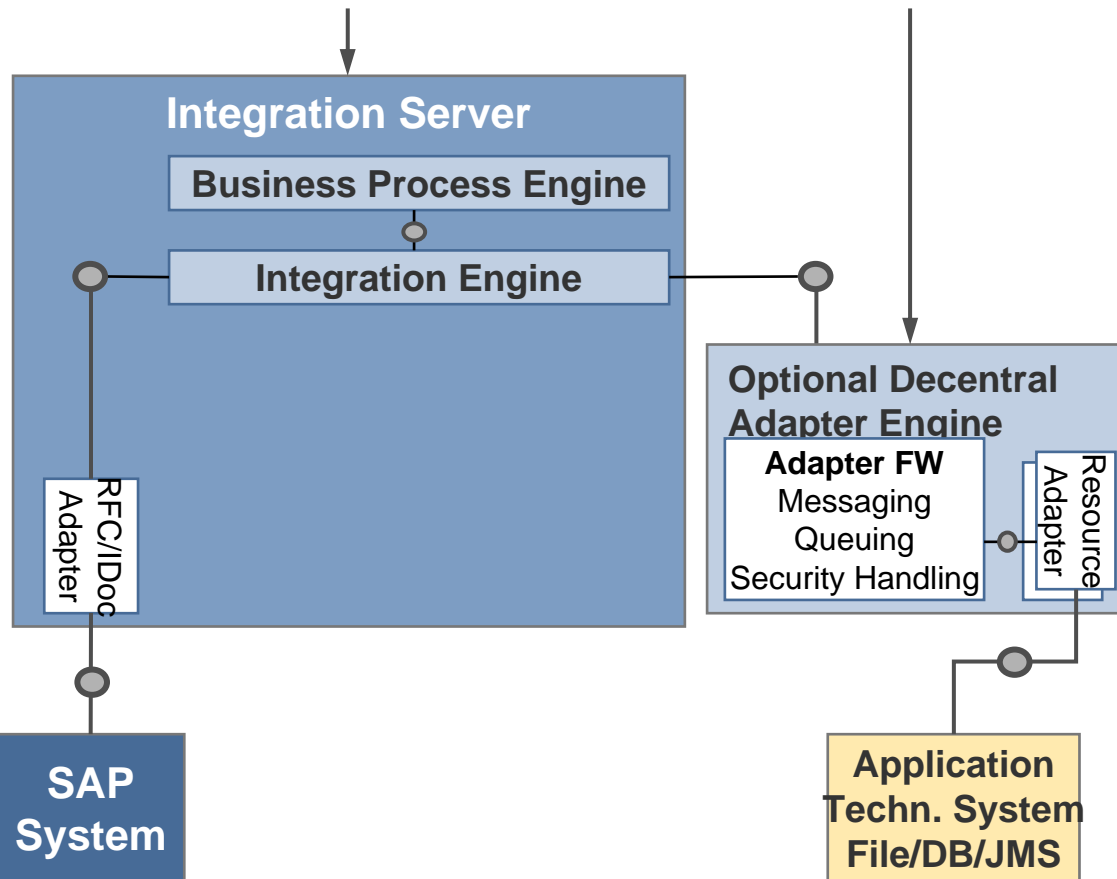 Integration Server
Business Process Engine
Integration Engine
Optional Decentral
Adapter Engine
Adapter FW
Messaging
Queuing
Security Handling
Resource
Adapter
RFC/IDoc
Adapter
SAP
System
Application
Techn. System
File/DB/JMS